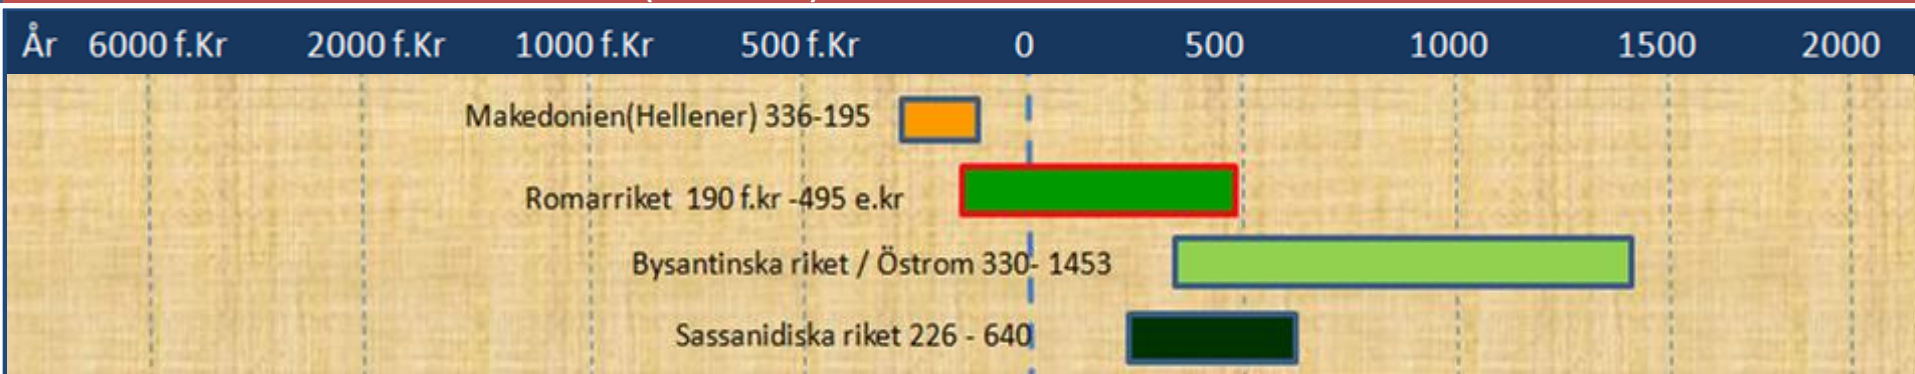 År 6000 f.Kr 2000 f.Kr 1000 f.Kr 500 f.Kr 0 500 1000 1500 2000
Makedonien(Hellener) 336-195
Romarriket 190 f.kr -495 e.kr
Bysantinska riket / Östrom 330- 1453
Sassanidiska riket 226 - 640